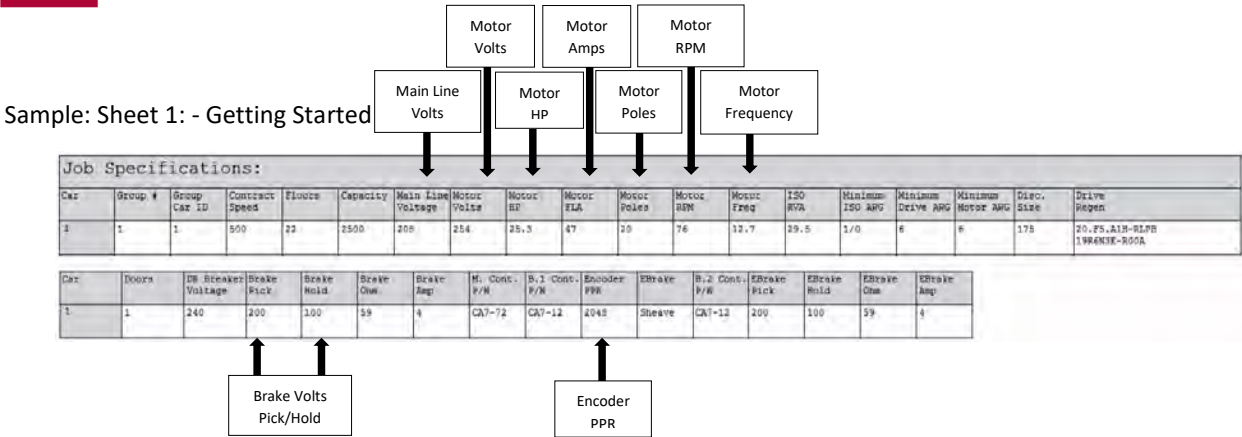 Motor
Volts
Motor
Amps
Motor
RPM
Main Line
Volts
Motor
HP
Motor
Poles
Motor
Frequency
Sample: Sheet 1: - Getting Started
Job Specifications:
Car Group # Group Car ID Contract Speed Floors Capacity Main Line Voltage Motor Volts Motor HP Motor FLA Motor Poles Motor RPM Motor Freq ISO KVA Minimum ISO AWG Minimum Drive AWG Minimum Motor AWG Disc. Size Drive Regen
1 1 1 500 22 2500 208 254 25.3 47 20 76 12.7 29.5 1/0 6 6 175
Car Doors Breaker Voltage Brake Pick Brake Hold Brake Ohm Brake Amp M. Cont. P/N B.1 Cont. P/N Encoder PPR EBrake B.2 Cont. P/N EBrake Pick EBrake Hold EBrake Ohm EBrake Amp
1 1 240 200 100 59 4 CA7-72 CA7-12 2048 Sheave CA7-12 200 100 59 4
Brake Volts
Pick/Hold
Encoder
PPR